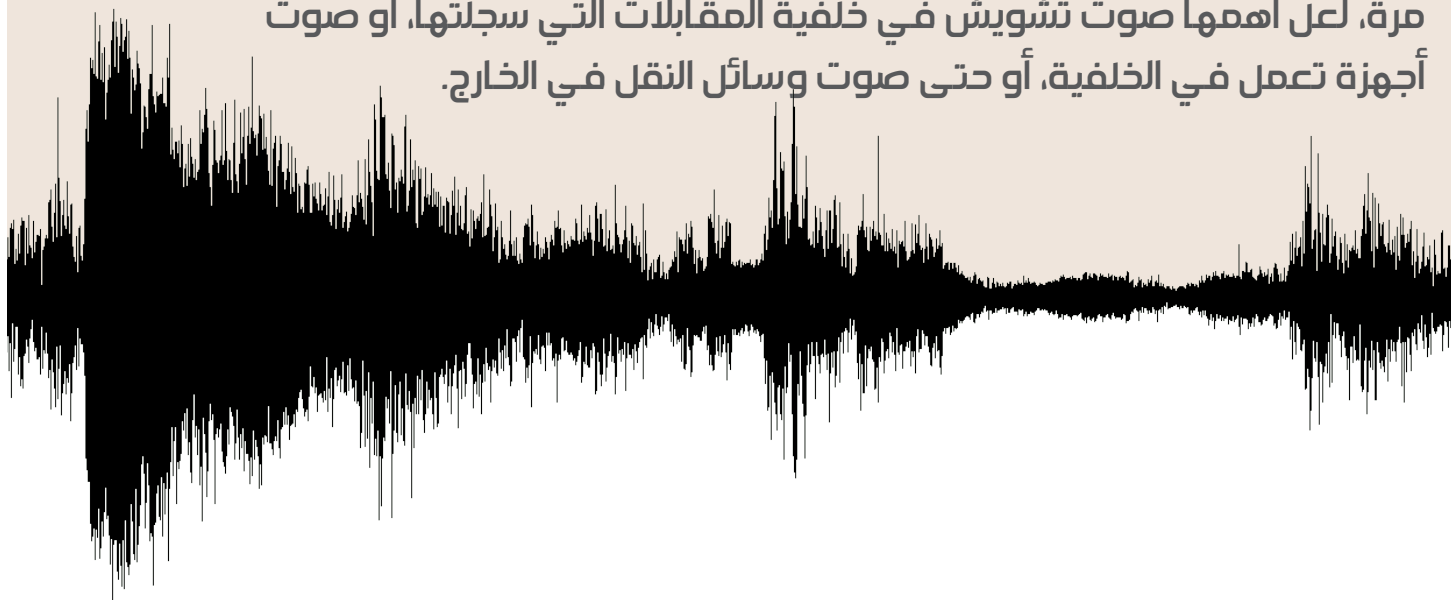 مرة، لعل أهمها صوت تشويش في خلفية المقابلات التي سجلتها، أو صوت
أجهزة تعمل في الخلفية، أو حتى صوت وسائل النقل في الخارج.